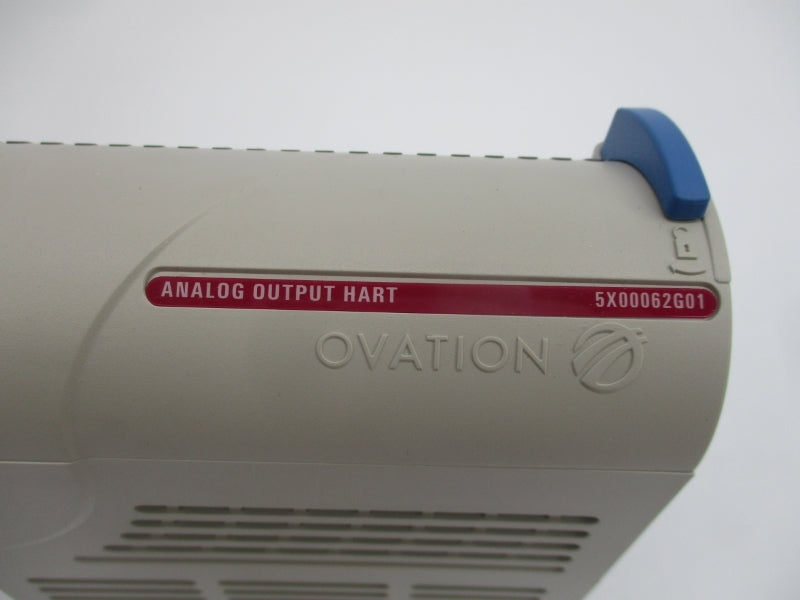 ANALOG OUTPUT HART 5X00062G01
OVATION